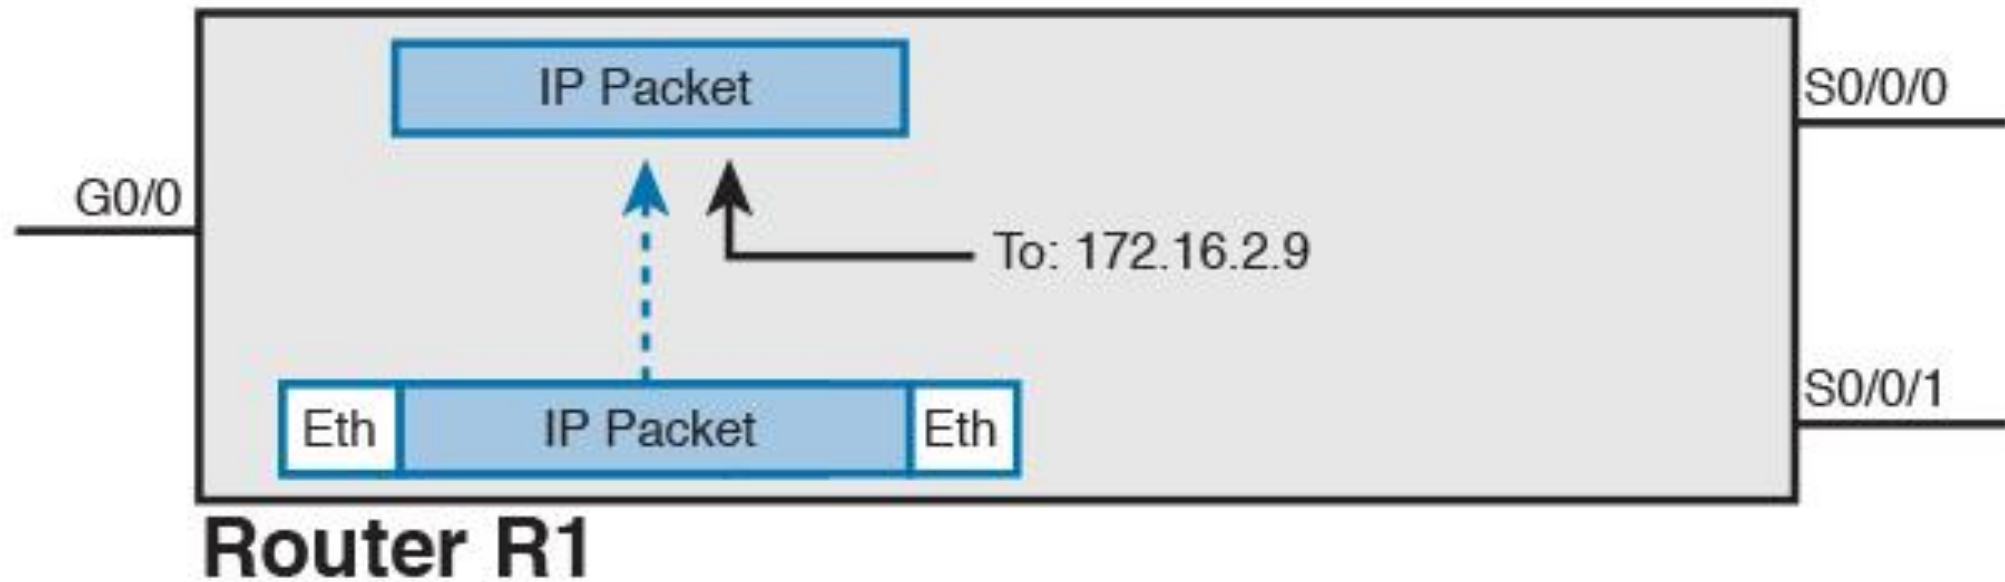 IP Packet
S0/0/0
G0/0
To: 172.16.2.9
S0/0/1
Eth
IP Packet
Eth
Router R1